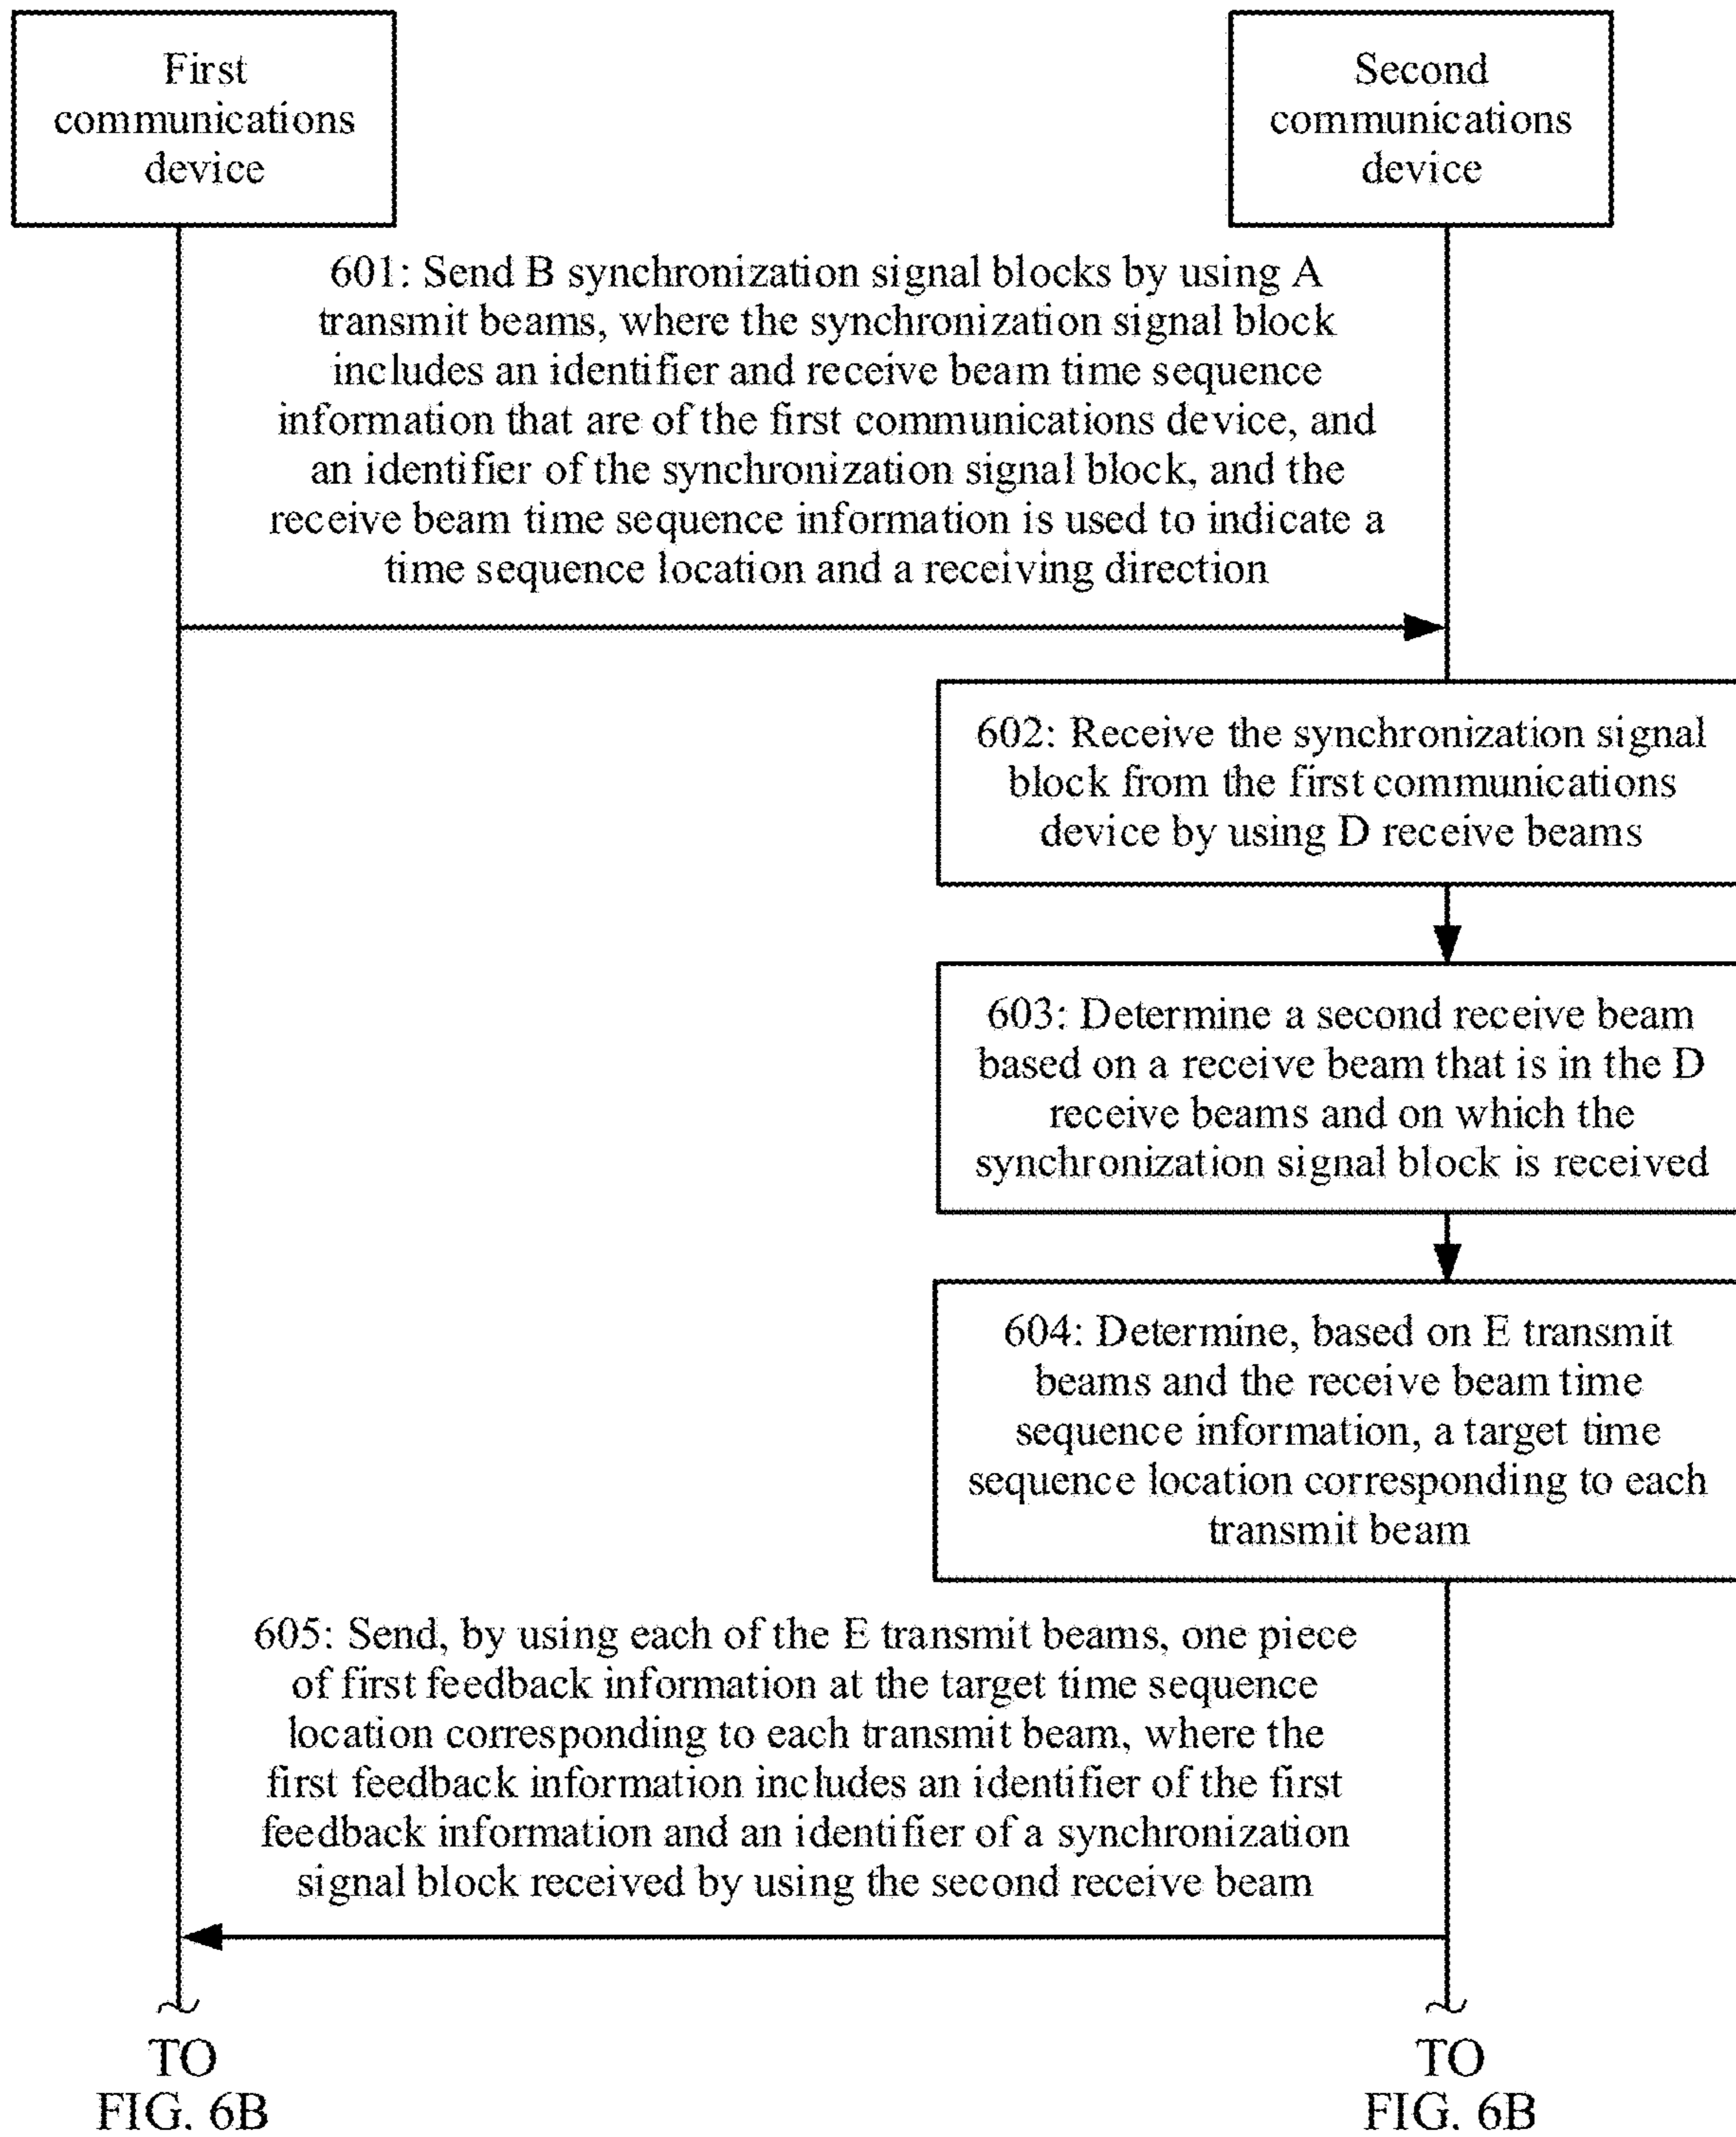 First
communications
device
Second
communications
device
601: Send B synchronization signal blocks by using A
transmit beams, where the synchronization signal block
includes an identifier and receive beam time sequence
information that are of the first communications device, and
an identifier of the synchronization signal block, and the
receive beam time sequence information is used to indicate a
time sequence location and a receiving direction
602: Receive the synchronization signal
block from the first communications
device by using D receive beams
603: Determine a second receive beam
based on a receive beam that is in the D
receive beams and on which the
synchronization signal block is received
604: Determine, based on E transmit
beams and the receive beam time
sequence information, a target time
sequence location corresponding to each
transmit beam
605: Send, by using each of the E transmit beams, one piece
of first feedback information at the target time sequence
location corresponding to each transmit beam, where the
first feedback information includes an identifier of the first
feedback information and an identifier of a synchronization
signal block received by using the second receive beam
TO
FIG. 6B
TO
FIG. 6B